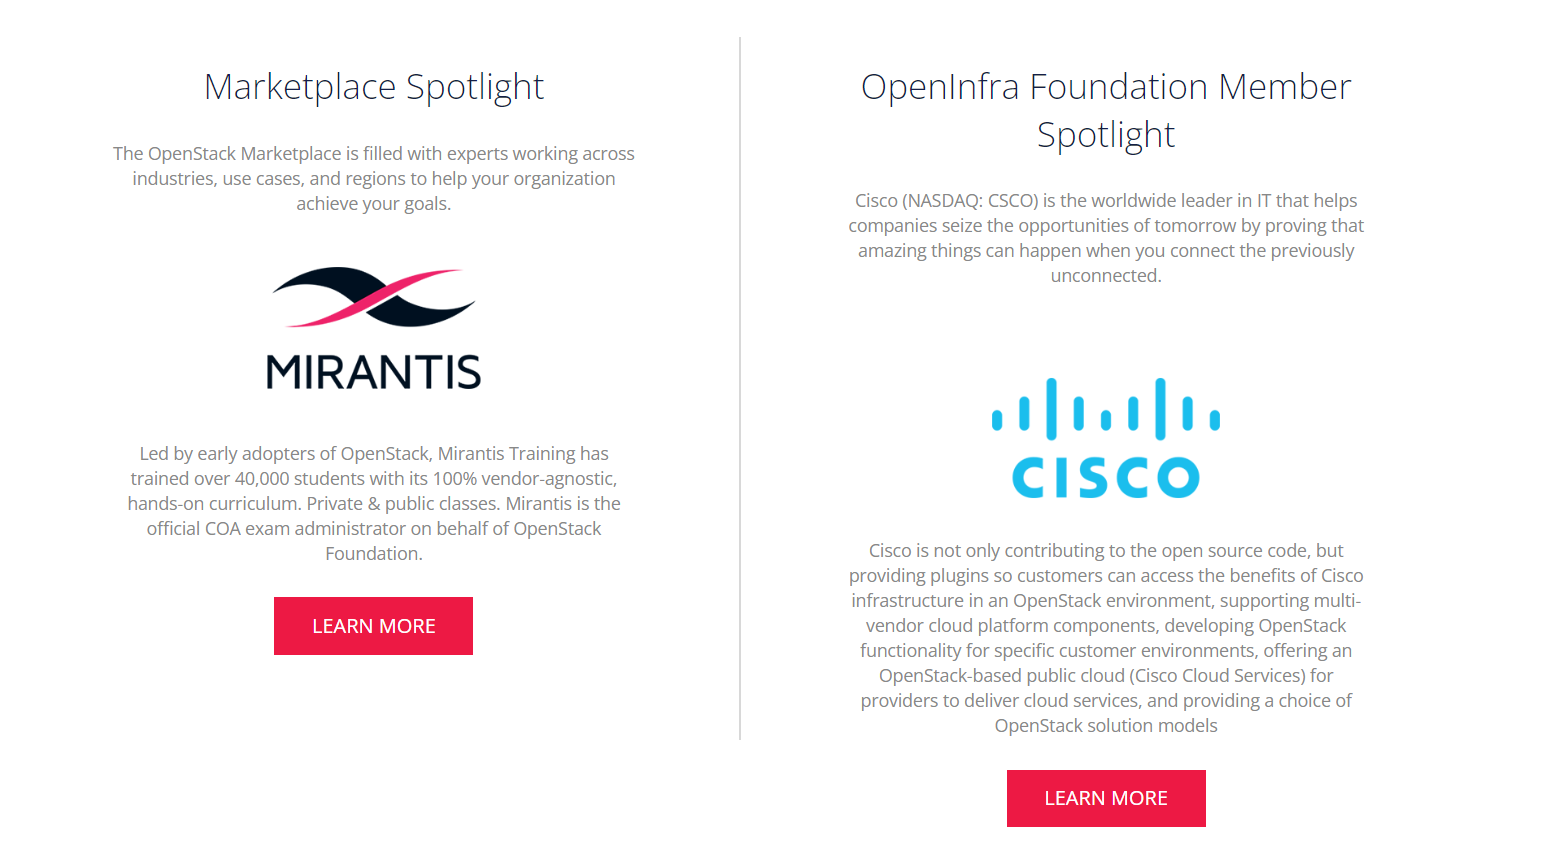 Marketplace Spotlight
The OpenStack Marketplace is filled with experts working across
industries, use cases, and regions to help your organization
achieve your goals.
MIRANTIS
Led by early adopters of OpenStack, Mirantis Training has
trained over 40,000 students with its 100% vendor-agnostic,
hands-on curriculum. Private & public classes. Mirantis is the
official COA exam administrator on behalf of OpenStack
Foundation.
LEARN MORE
OpenInfra Foundation Member
Spotlight
Cisco (NASDAQ: CSCO) is the worldwide leader in IT that helps
companies seize the opportunities of tomorrow by proving that
amazing things can happen when you connect the previously
unconnected.
CISCO
Cisco is not only contributing to the open source code, but
providing plugins so customers can access the benefits of Cisco
infrastructure in an OpenStack environment, supporting multi-
vendor cloud platform components, developing OpenStack
functionality for specific customer environments, offering an
OpenStack-based public cloud (Cisco Cloud Services) for
providers to deliver cloud services, and providing a choice of
OpenStack solution models
LEARN MORE